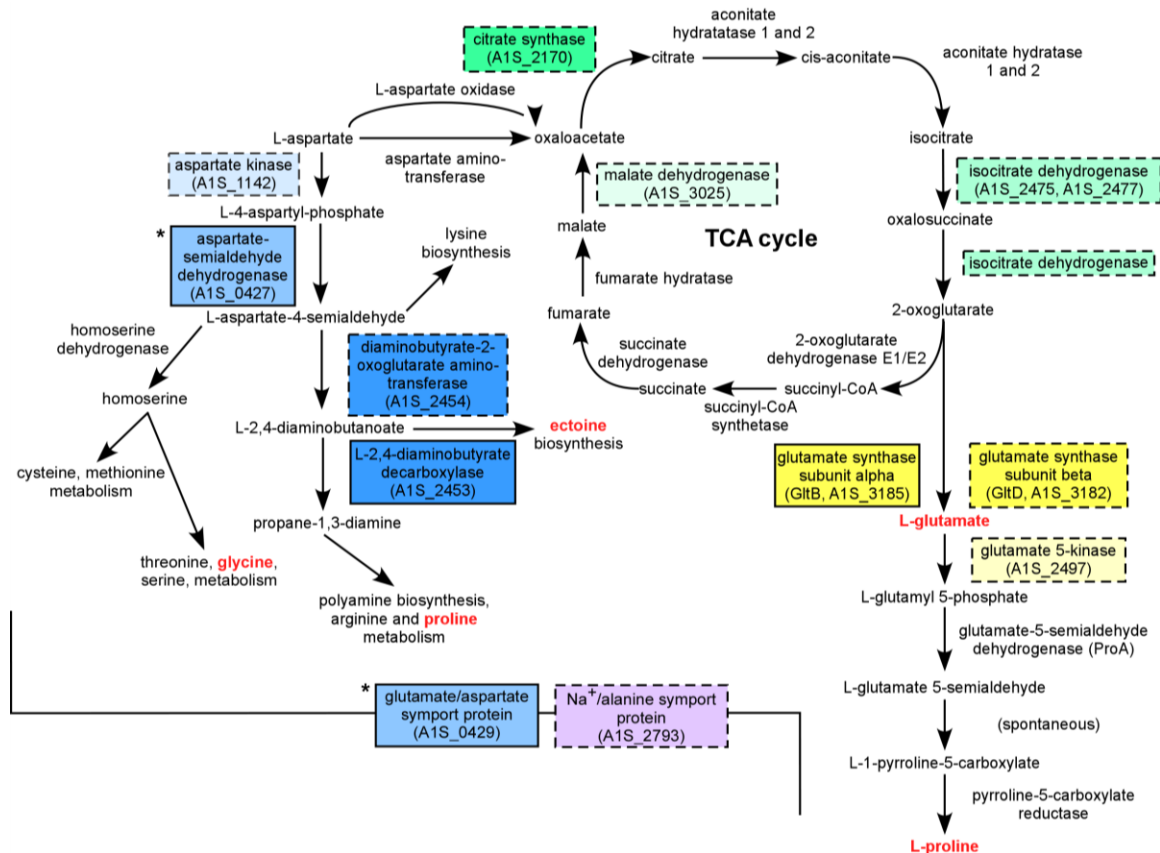 aconitate
hydratatase 1 and 2
citrate synthase
(A1S_2170)
citrate
cis-aconitate
aconitate hydratase
1 and 2
L-aspartate oxidase
L-aspartate
oxaloacetate
isocitrate
aspartate amino-
transferase
aspartate kinase
(A1S_1142)
malate dehydrogenase
(A1S_3025)
isocitrate dehydrogenase
(A1S_2475, A1S_2477)
L-4-aspartyl-phosphate
malate
TCA cycle
oxalosuccinate
*
aspartate-
semialdehyde
dehydrogenase
(A1S_0427)
lysine
biosynthesis
fumarate hydratase
isocitrate dehydrogenase
L-aspartate-4-semialdehyde
fumarate
2-oxoglutarate
homoserine
dehydrogenase
diaminobutyrate-2-
oxoglutarate amino-
transferase
(A1S_2454)
succinate
dehydrogenase
2-oxoglutarate
dehydrogenase E1/E2
homoserine
succinate
succinyl-CoA
succinyl-CoA
synthetase
L-2,4-diaminobutanoate
ectoine
biosynthesis
cysteine, methionine
metabolism
L-2,4-diaminobutyrate
decarboxylase
(A1S_2453)
glutamate synthase
subunit alpha
(GltB, A1S_3185)
glutamate synthase
subunit beta
(GltD, A1S_3182)
propane-1,3-diamine
L-glutamate
threonine, glycine,
serine, metabolism
glutamate 5-kinase
(A1S_2497)
polyamine biosynthesis,
arginine and proline
metabolism
L-glutamyl 5-phosphate
glutamate-5-semialdehyde
dehydrogenase (ProA)
*
glutamate/aspartate
symport protein
(A1S_0429)
Na+/alanine symport
protein
(A1S_2793)
L-glutamate 5-semialdehyde
(spontaneous)
L-1-pyrroline-5-carboxylate
pyrroline-5-carboxylate
reductase
L-proline